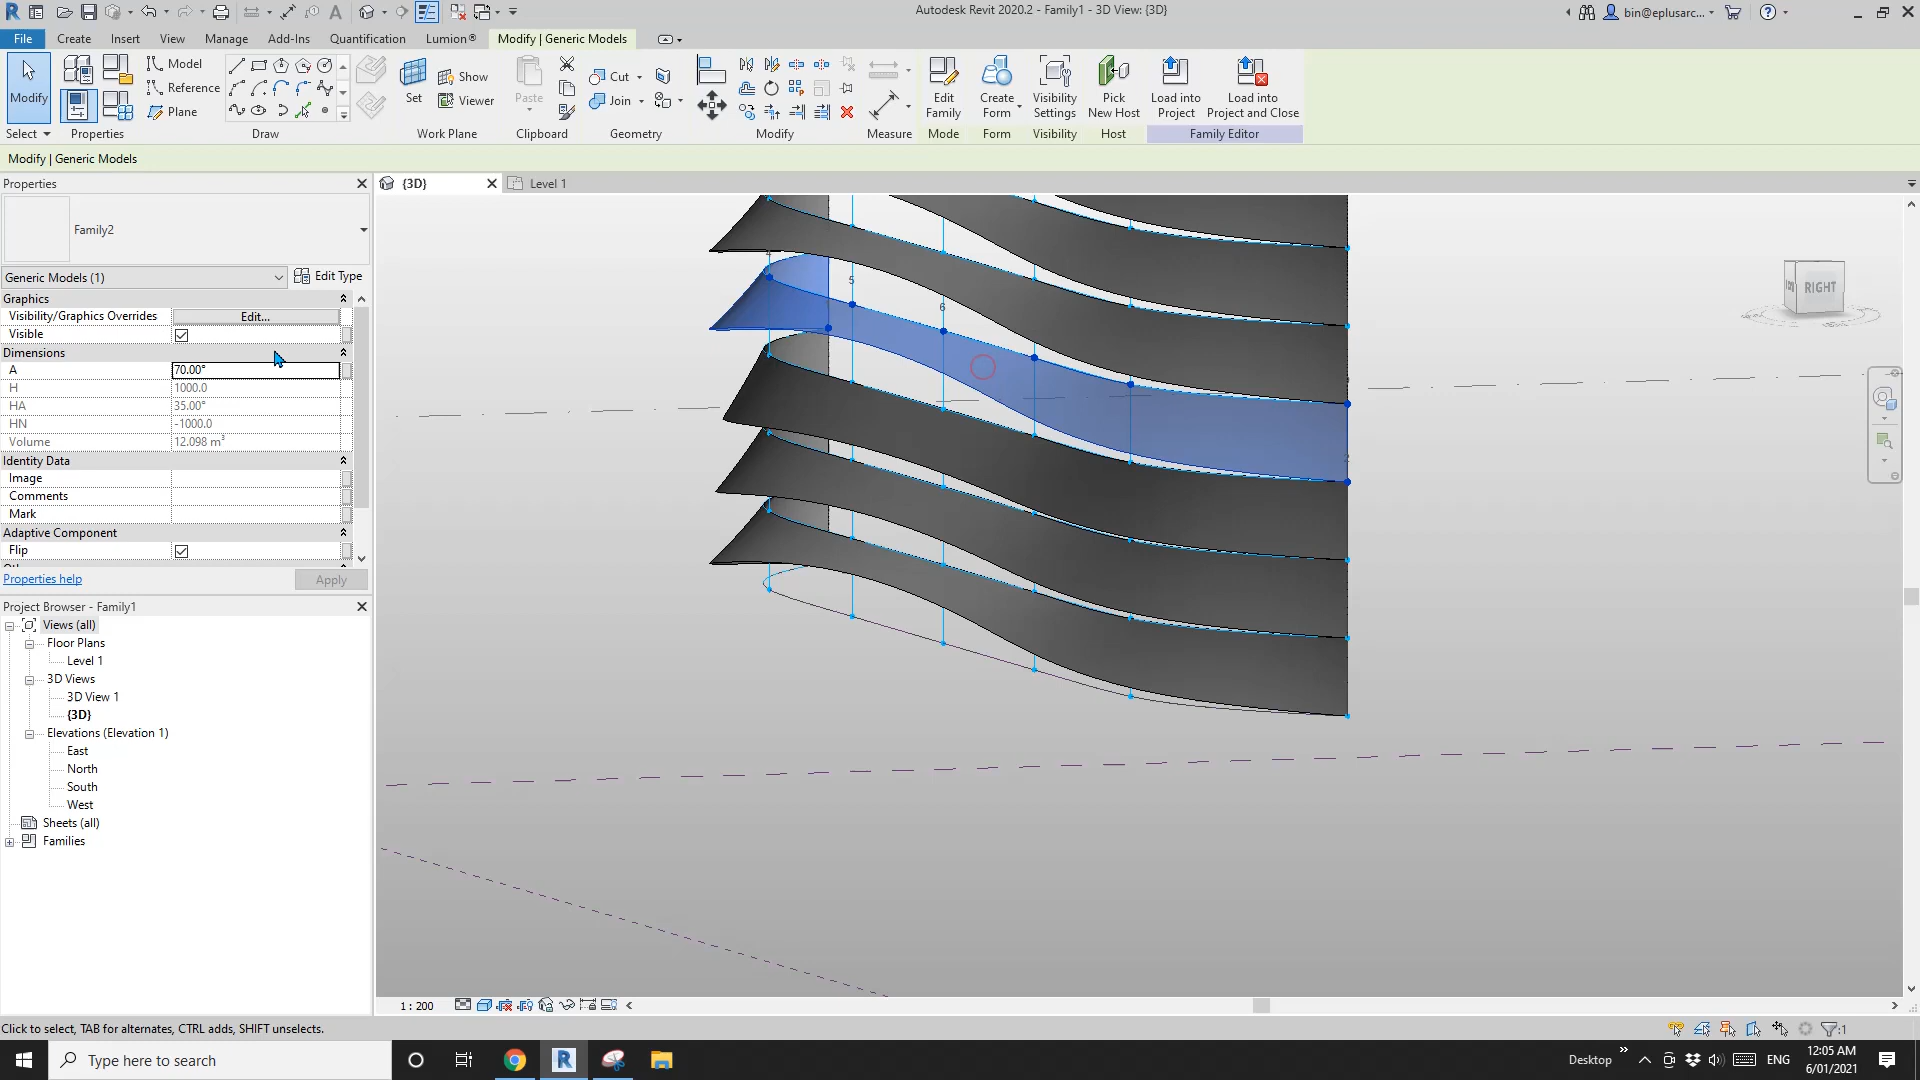 Autodesk Revit 2020.2 - Family1 - 3D View: {3D}
bin@eplusarc...
File Create Insert View Manage Add-Ins Quantification Lumion® Modify | Generic Models
Modify
Model
Reference
Plane
Set
Show
Viewer
Paste
Cut
Join
Edit Family
Create Form
Visibility Settings
Pick New Host
Load into Project
Load into Project and Close
Select Properties Draw Work Plane Clipboard Geometry Modify Measure Mode Form Visibility Host Family Editor
Modify | Generic Models
Properties
{3D}
Level 1
Family2
Generic Models (1)
Edit Type
Graphics
Visibility/Graphics Overrides Edit...
Visible
Dimensions
A 70.00°
H 1000.0
HA 35.00°
HN -1000.0
Volume 12.098 m³
Identity Data
Image
Comments
Mark
Adaptive Component
Flip
Properties help
Apply
5
6
RIGHT
Project Browser - Family1
Views (all)
Floor Plans
Level 1
3D Views
3D View 1
{3D}
Elevations (Elevation 1)
East
North
South
West
Sheets (all)
Families
1 : 200
Click to select, TAB for alternates, CTRL adds, SHIFT unselects.
:1
Type here to search
Desktop
ENG
12:05 AM
6/01/2021